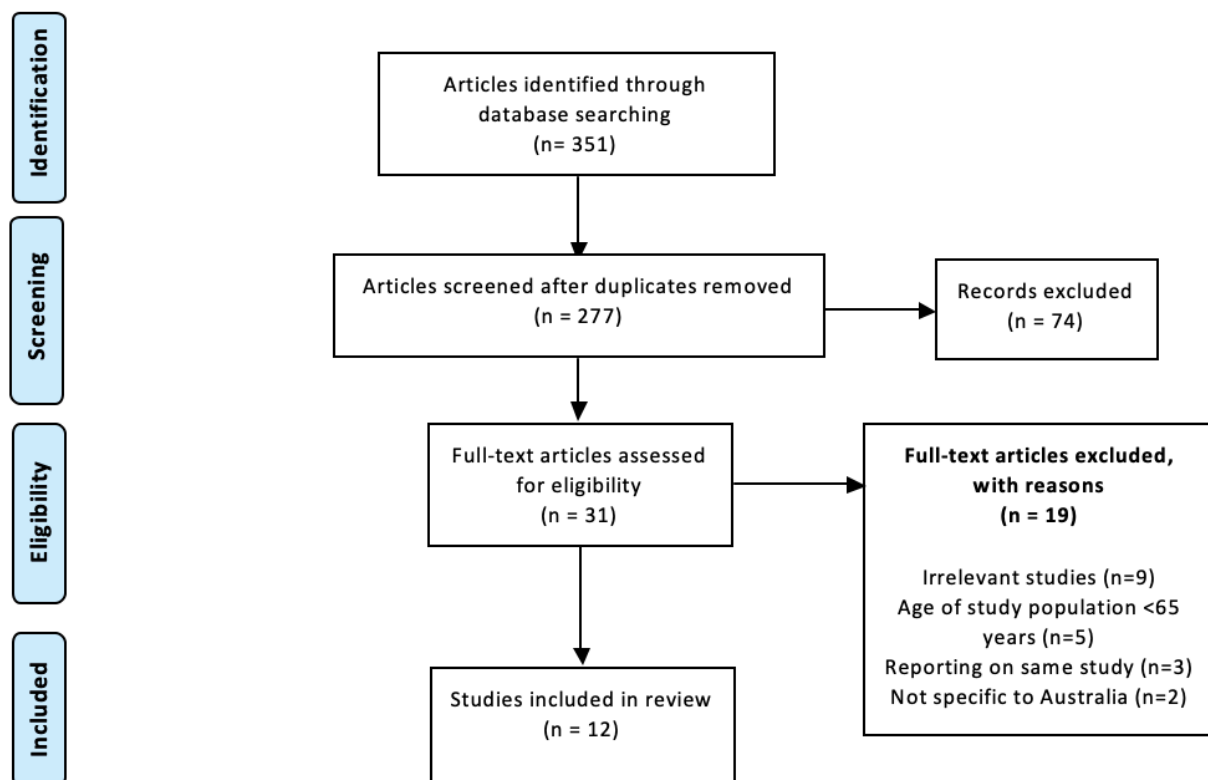 Identification
Articles identified through
database searching
(n= 351)
Screening
Articles screened after duplicates removed
(n = 277)
Records excluded
(n = 74)
Eligibility
Full-text articles assessed
for eligibility
(n = 31)
Full-text articles excluded,
with reasons
(n = 19)
Irrelevant studies (n=9)
Age of study population <65
years (n=5)
Reporting on same study (n=3)
Not specific to Australia (n=2)
Included
Studies included in review
(n = 12)